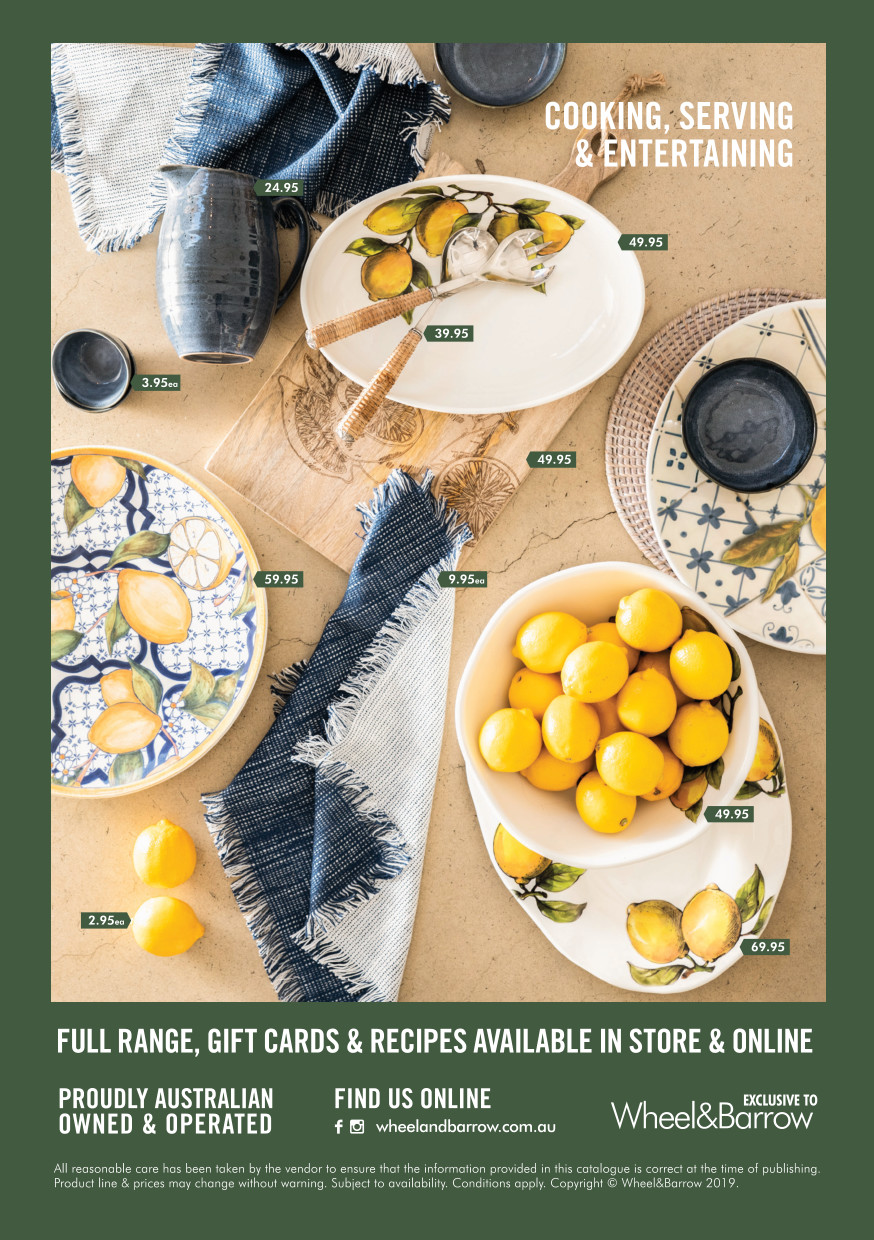 COOKING, SERVING
& ENTERTAINING
24.95
49.95
39.95
3.95ea
49.95
59.95
9.95ea
49.95
2.95ea
69.95
FULL RANGE, GIFT CARDS & RECIPES AVAILABLE IN STORE & ONLINE
PROUDLY AUSTRALIAN
OWNED & OPERATED
FIND US ONLINE
wheelandbarrow.com.au
EXCLUSIVE TO
Wheel&Barrow
All reasonable care has been taken by the vendor to ensure that the information provided in this catalogue is correct at the time of publishing.
Product line & prices may change without warning. Subject to availability. Conditions apply. Copyright © Wheel&Barrow 2019.